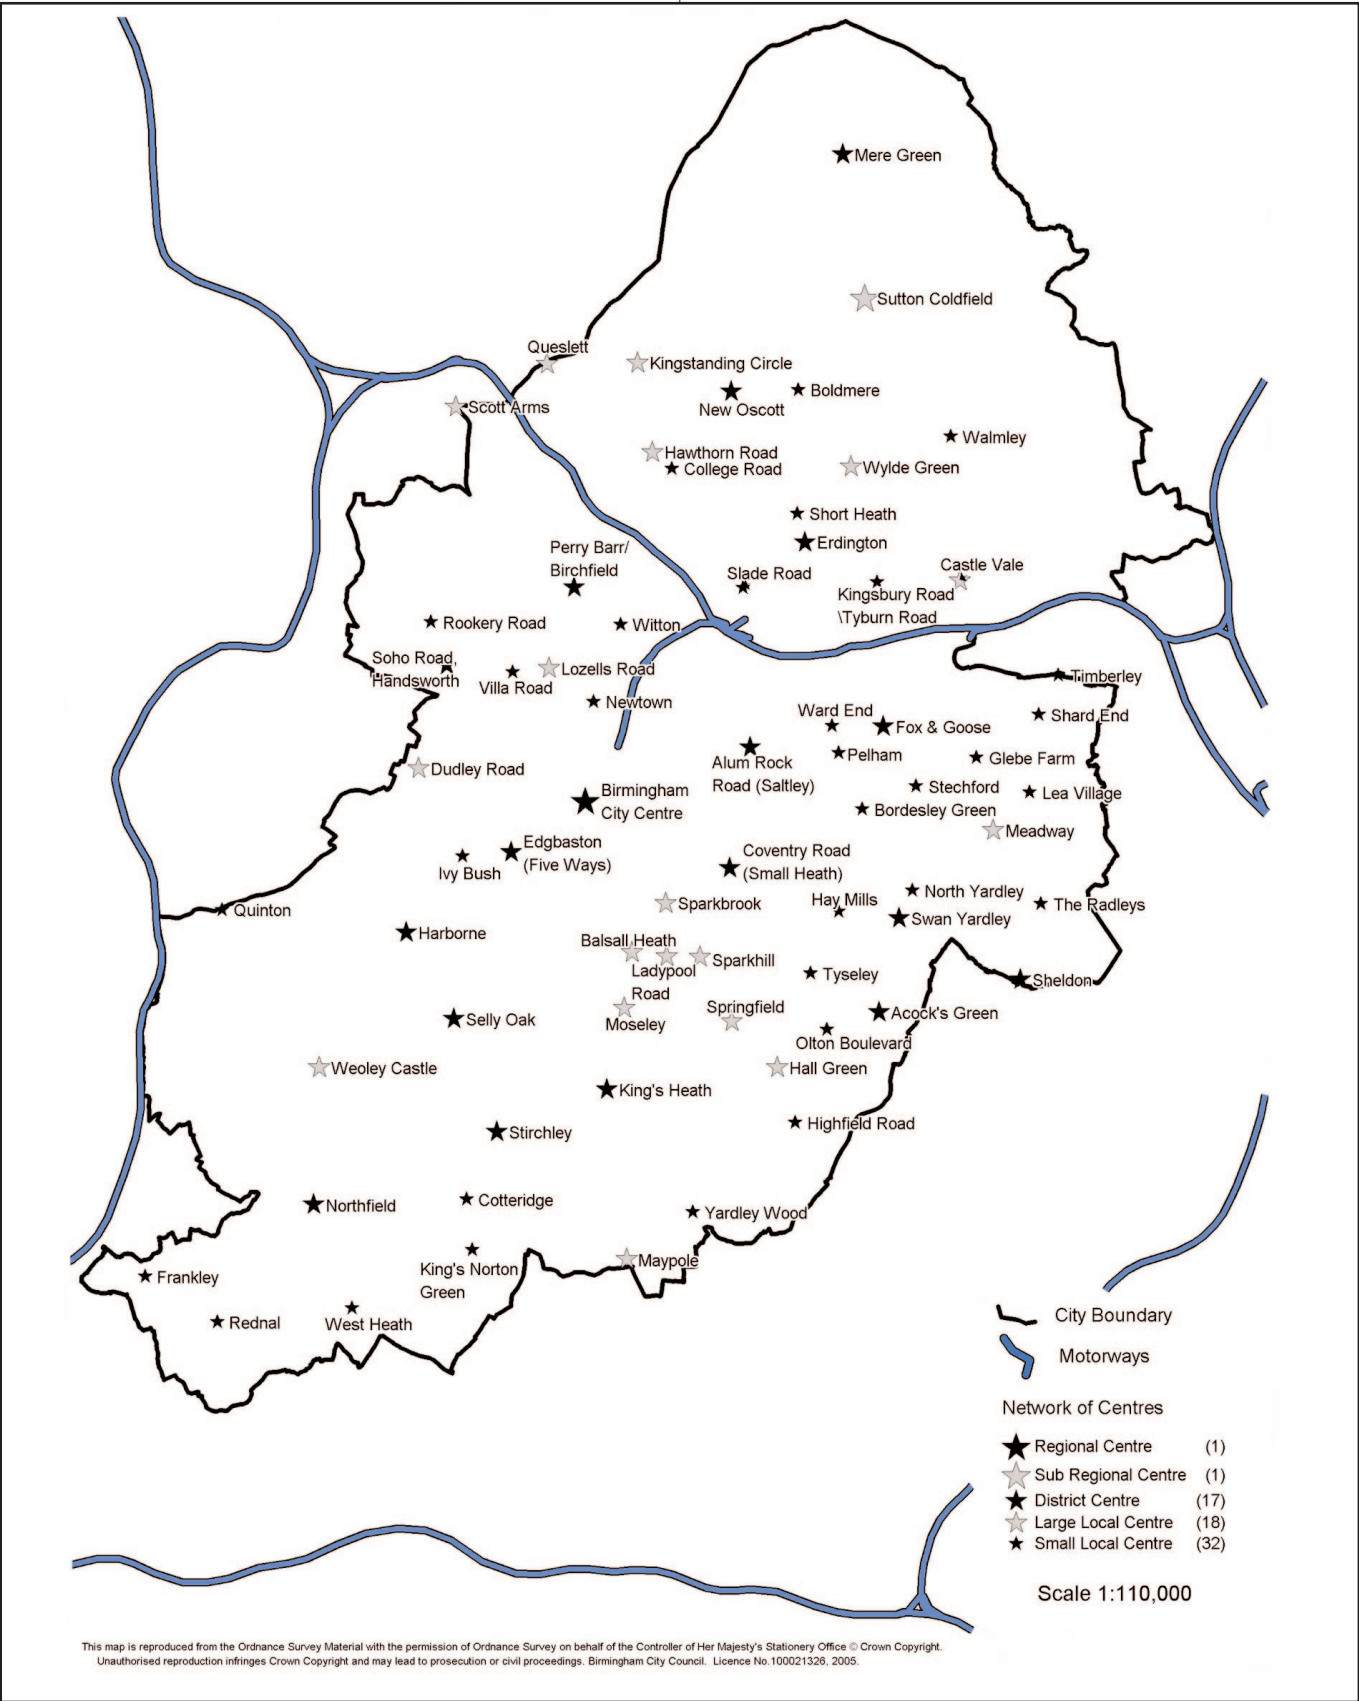 Mere Green
Sutton Coldfield
Queslett
Kingstanding Circle
Boldmere
New Oscott
Scott Arms
Walmley
Hawthorn Road
College Road
Wylde Green
Short Heath
Erdington
Perry Barr/
Birchfield
Slade Road
Castle Vale
Kingsbury Road
\Tyburn Road
Rookery Road
Witton
Soho Road,
Handsworth
Villa Road
Lozells Road
Timberley
Newtown
Ward End
Fox & Goose
Shard End
Alum Rock
Road (Saltley)
Pelham
Glebe Farm
Dudley Road
Stechford
Lea Village
Birmingham
City Centre
Bordesley Green
Meadway
Edgbaston
(Five Ways)
Ivy Bush
Coventry Road
(Small Heath)
Hay Mills
North Yardley
Sparkbrook
The Radleys
Quinton
Swan Yardley
Harborne
Balsall Heath
Ladypool
Road
Sparkhill
Tyseley
Sheldon
Moseley
Springfield
Acock's Green
Selly Oak
Olton Boulevard
Weoley Castle
Hall Green
King's Heath
Highfield Road
Stirchley
Northfield
Cotteridge
Yardley Wood
Maypole
King's Norton
Green
Frankley
Rednal
West Heath
City Boundary
Motorways
Network of Centres
Regional Centre (1)
Sub Regional Centre (1)
District Centre (17)
Large Local Centre (18)
Small Local Centre (32)
Scale 1:110,000
This map is reproduced from the Ordnance Survey Material with the permission of Ordnance Survey on behalf of the Controller of Her Majesty's Stationery Office © Crown Copyright.
Unauthorised reproduction infringes Crown Copyright and may lead to prosecution or civil proceedings. Birmingham City Council. Licence No.100021326, 2005.